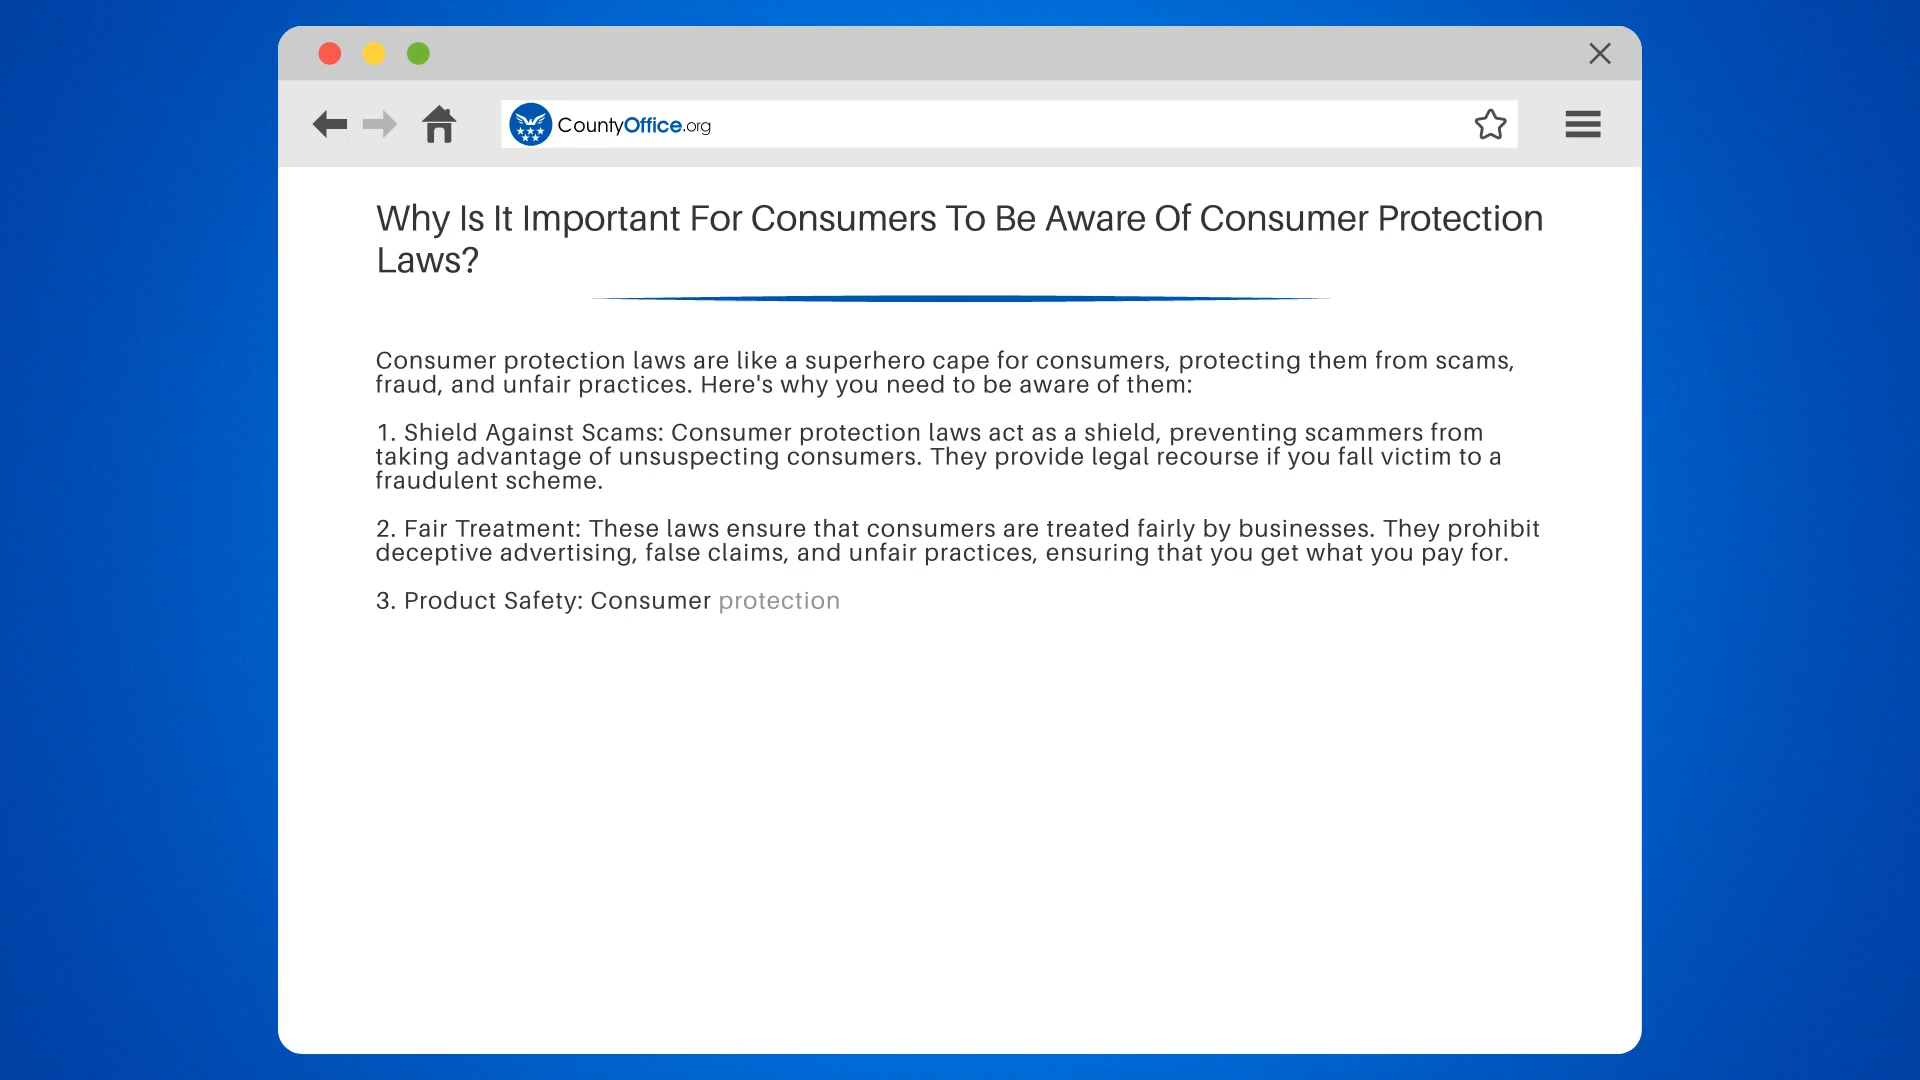 CountyOffice.org
Why Is It Important For Consumers To Be Aware Of Consumer Protection
Laws?
Consumer protection laws are like a superhero cape for consumers, protecting them from scams,
fraud, and unfair practices. Here's why you need to be aware of them:
1. Shield Against Scams: Consumer protection laws act as a shield, preventing scammers from
taking advantage of unsuspecting consumers. They provide legal recourse if you fall victim to a
fraudulent scheme.
2. Fair Treatment: These laws ensure that consumers are treated fairly by businesses. They prohibit
deceptive advertising, false claims, and unfair practices, ensuring that you get what you pay for.
3. Product Safety: Consumer protection